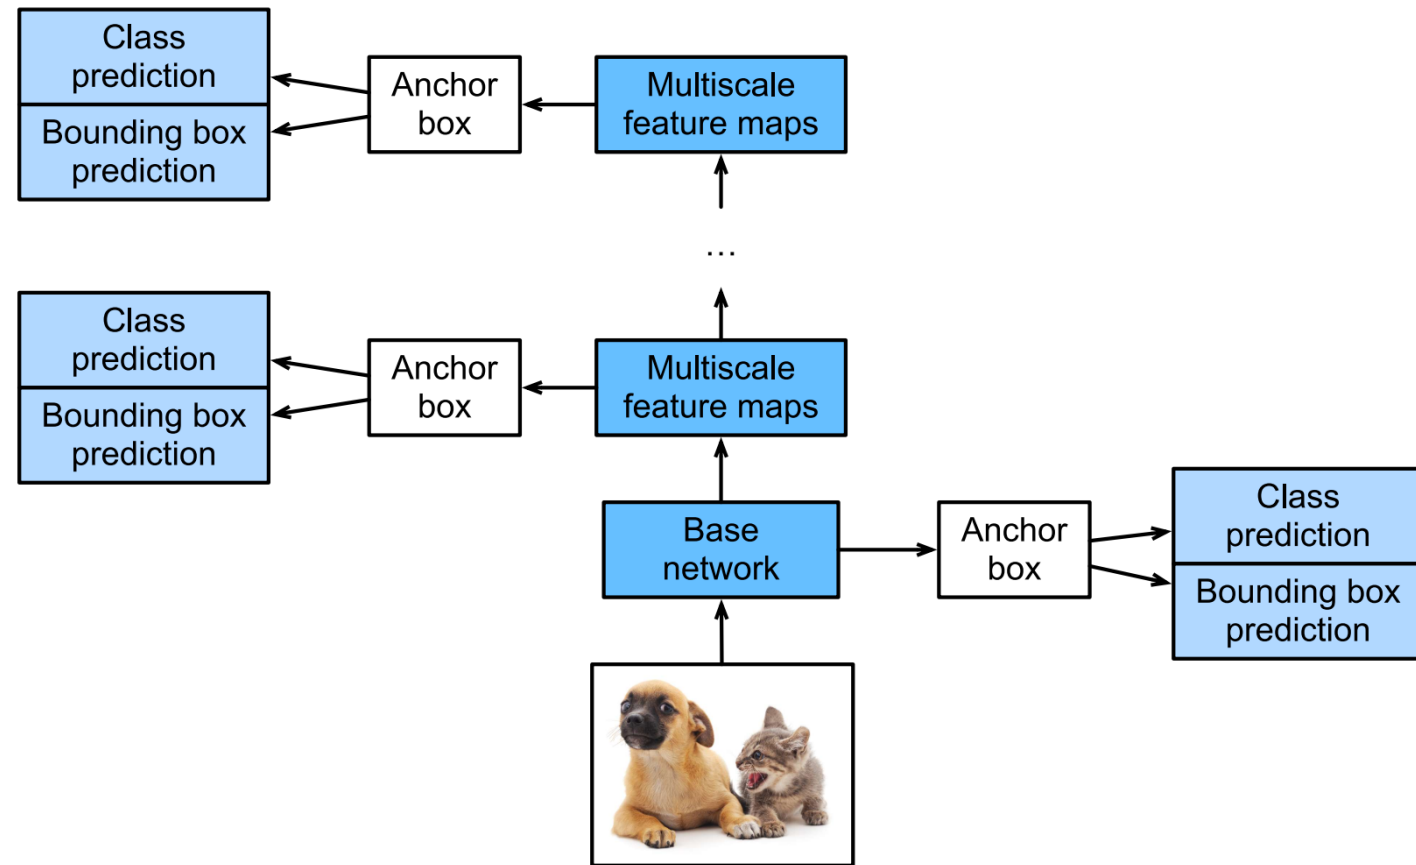 Class
prediction
Bounding box
prediction
Anchor
box
Multiscale
feature maps
...
Class
prediction
Bounding box
prediction
Anchor
box
Multiscale
feature maps
Base
network
Anchor
box
Class
prediction
Bounding box
prediction